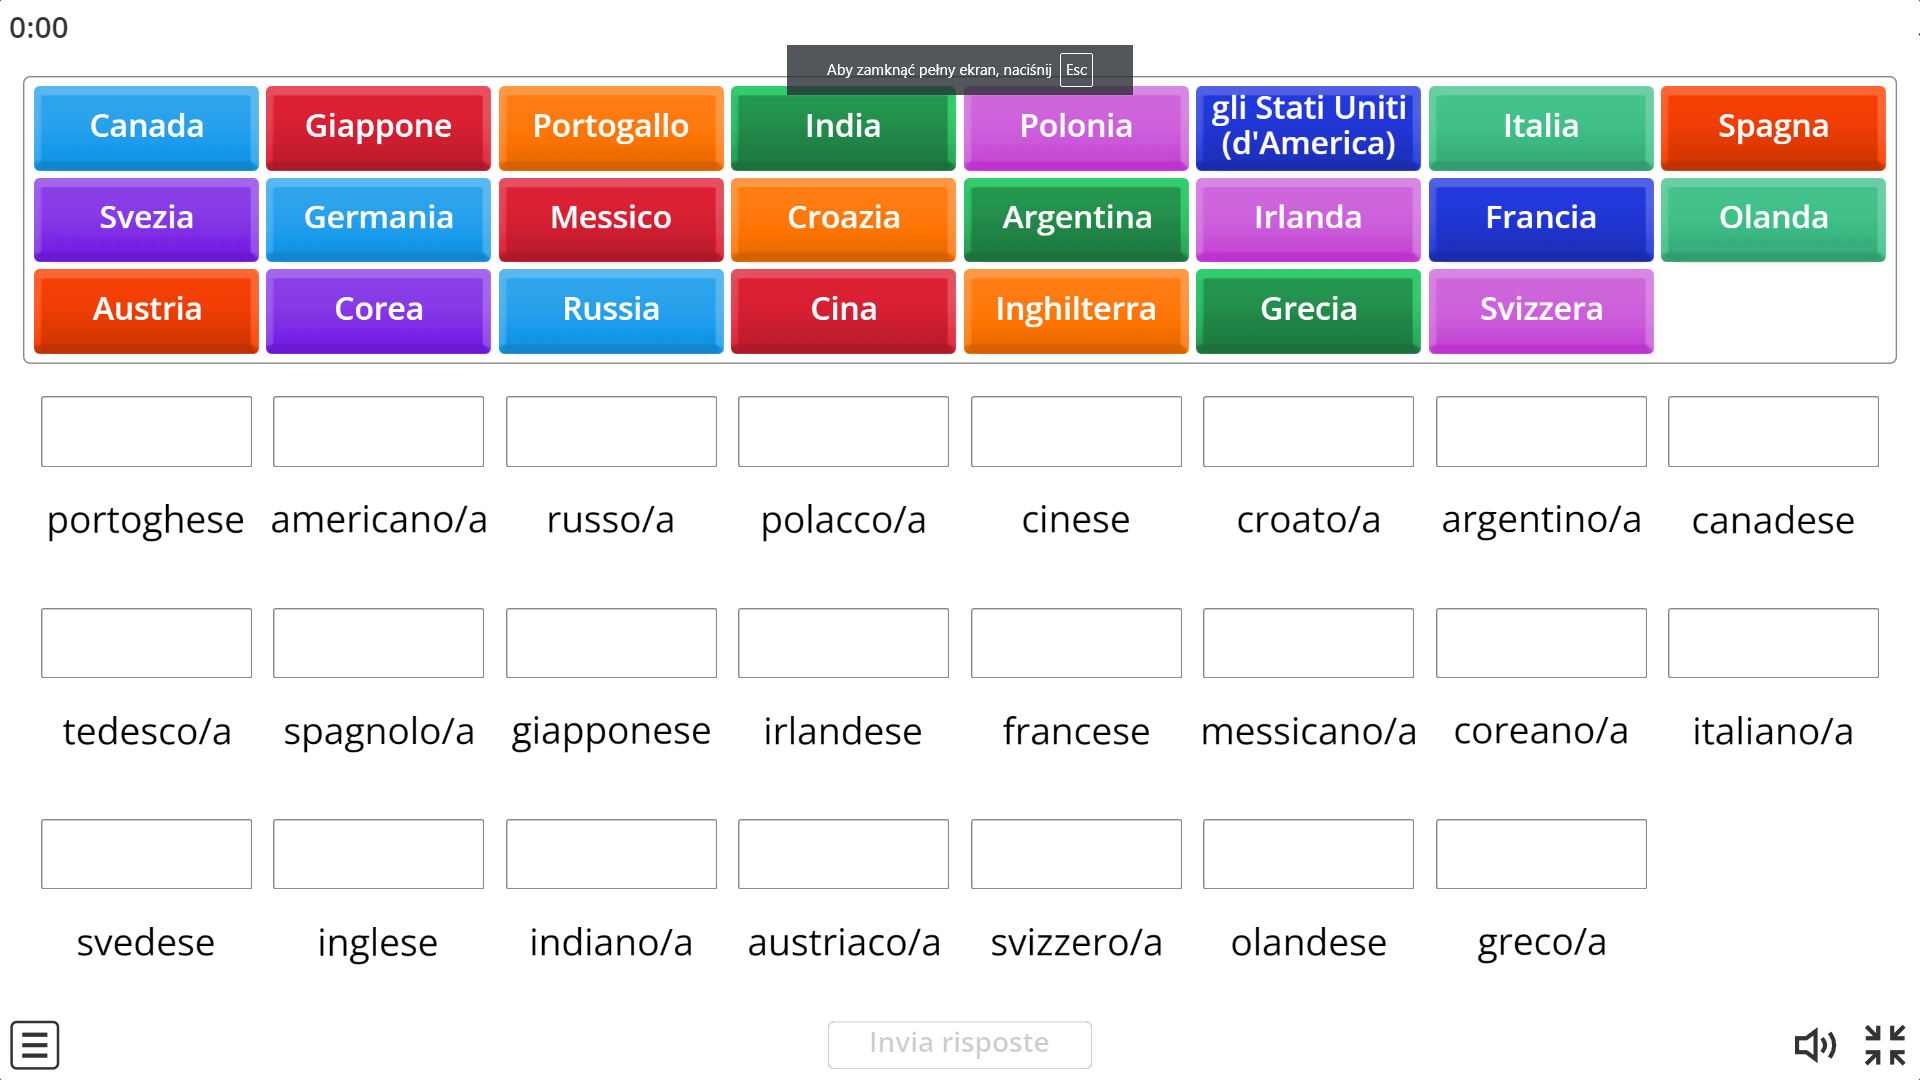 0:00
Aby zamknąć pełny ekran, naciśnij Esc
Canada
Giappone
Portogallo
India
Polonia
gli Stati Uniti
(d'America)
Italia
Spagna
Svezia
Germania
Messico
Croazia
Argentina
Irlanda
Francia
Olanda
Austria
Corea
Russia
Cina
Inghilterra
Grecia
Svizzera
portoghese
americano/a
russo/a
polacco/a
cinese
croato/a
argentino/a
canadese
tedesco/a
spagnolo/a
giapponese
irlandese
francese
messicano/a
coreano/a
italiano/a
svedese
inglese
indiano/a
austriaco/a
svizzero/a
olandese
greco/a
Invia risposte